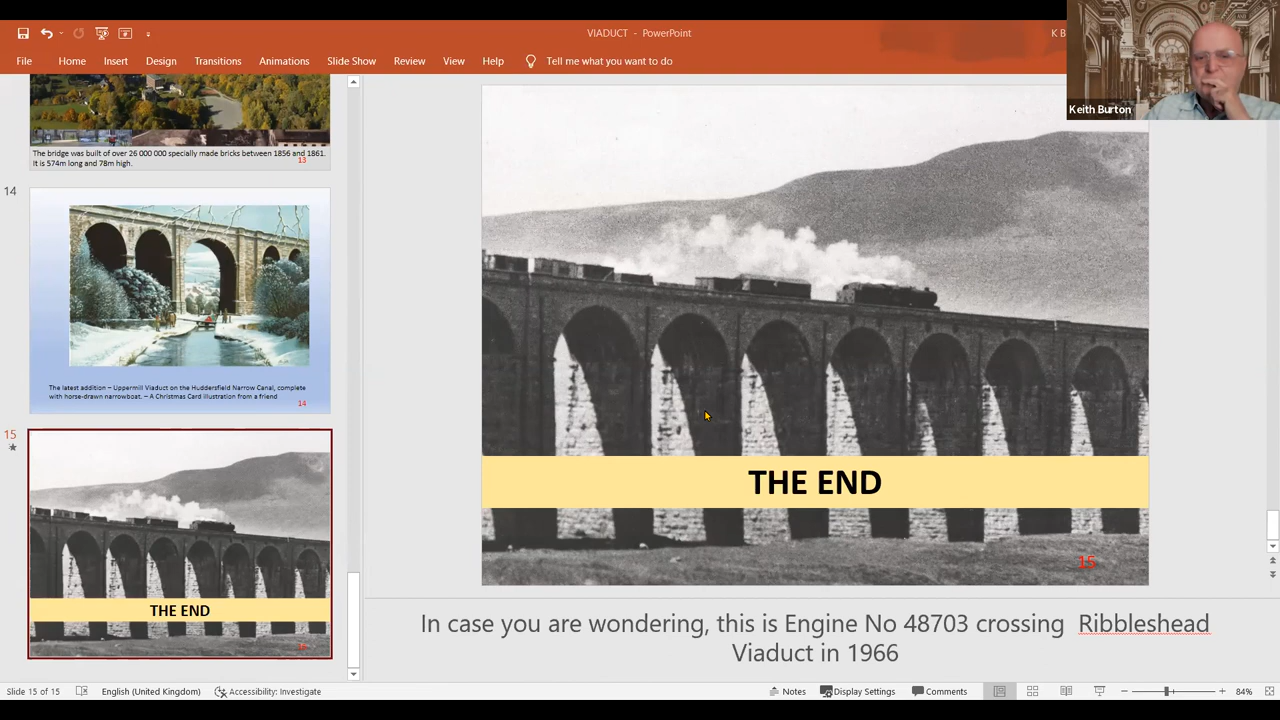 VIADUCT - PowerPoint
K B
File Home Insert Design Transitions Animations Slide Show Review View Help Tell me what you want to do
Keith Burton
The bridge was built of over 26 000 000 specially made bricks between 1856 and 1861.
It is 574m long and 78m high.
13
14
The latest addition – Uppermill Viaduct on the Huddersfield Narrow Canal, complete
with horse-drawn narrowboat. – A Christmas Card illustration from a friend
14
15
THE END
THE END
15
In case you are wondering, this is Engine No 48703 crossing Ribbleshead
Viaduct in 1966
Slide 15 of 15 English (United Kingdom) Accessibility: Investigate Notes Display Settings Comments 84%